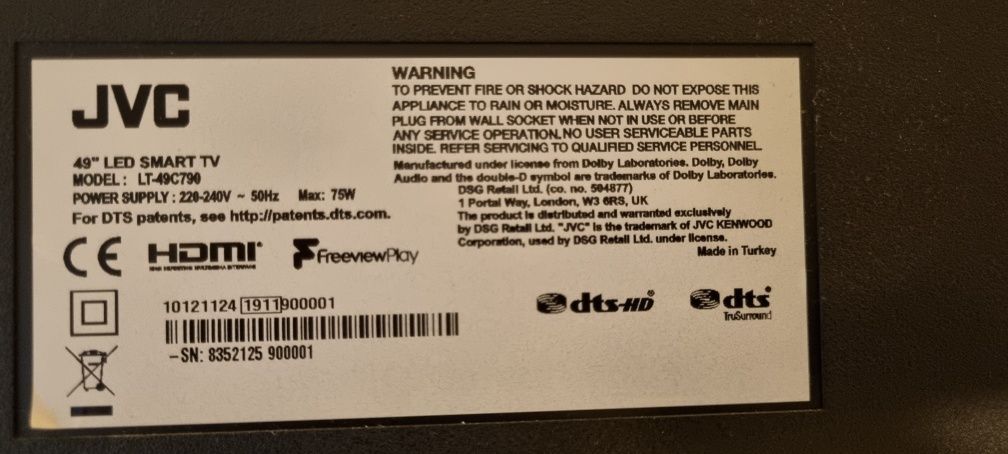 JVC
49" LED SMART TV
MODEL: LT-49C790
POWER SUPPLY : 220-240V ~ 50Hz Max: 75W
For DTS patents, see http://patents.dts.com.
WARNING
TO PREVENT FIRE OR SHOCK HAZARD DO NOT EXPOSE THIS
APPLIANCE TO RAIN OR MOISTURE. ALWAYS REMOVE MAIN
PLUG FROM WALL SOCKET WHEN NOT IN USE OR BEFORE
ANY SERVICE OPERATION. NO USER SERVICEABLE PARTS
INSIDE. REFER SERVICING TO QUALIFIED SERVICE PERSONNEL.
Manufactured under license from Dolby Laboratories. Dolby, Dolby
Audio and the double-D symbol are trademarks of Dolby Laboratories.
DSG Retail Ltd. (co. no. 504877)
1 Portal Way, London, W3 6RS, UK
The product is distributed and warranted exclusively
by DSG Retail Ltd. "JVC" is the trademark of JVC KENWOOD
Corporation, used by DSG Retail Ltd. under license.
Made in Turkey
CE
HDMI
HIGH DEFINITION MULTIMEDIA INTERFACE
FreeviewPlay
10121124 1911 900001
-SN: 8352125 900001
dts-HD
dts
TruSurround